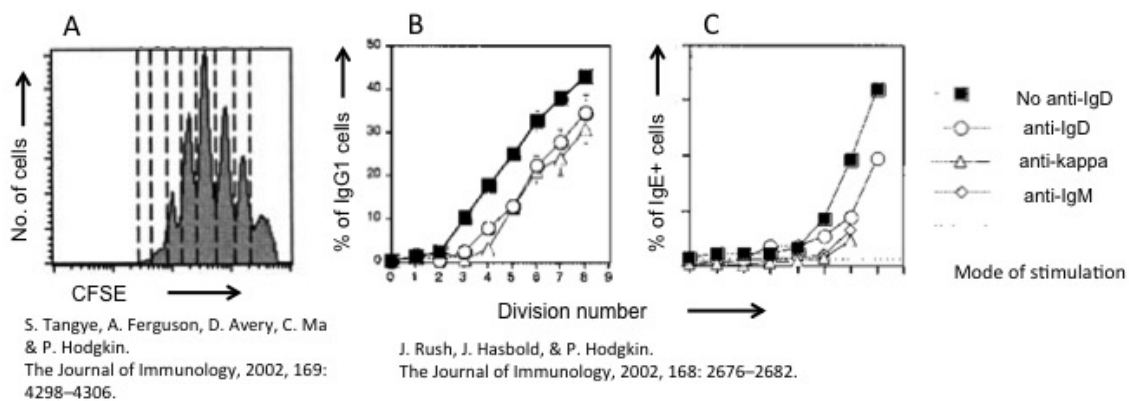 A
B
C
No. of cells
CFSE
% of IgG1 cells
50
40
30
20
10
0
0 1 2 3 4 5 6 7 8 9
% of IgE+ cells
Division number
No anti-IgD
anti-IgD
anti-kappa
anti-IgM
Mode of stimulation
S. Tangye, A. Ferguson, D. Avery, C. Ma
& P. Hodgkin.
The Journal of Immunology, 2002, 169:
4298–4306.
J. Rush, J. Hasbold, & P. Hodgkin.
The Journal of Immunology, 2002, 168: 2676–2682.